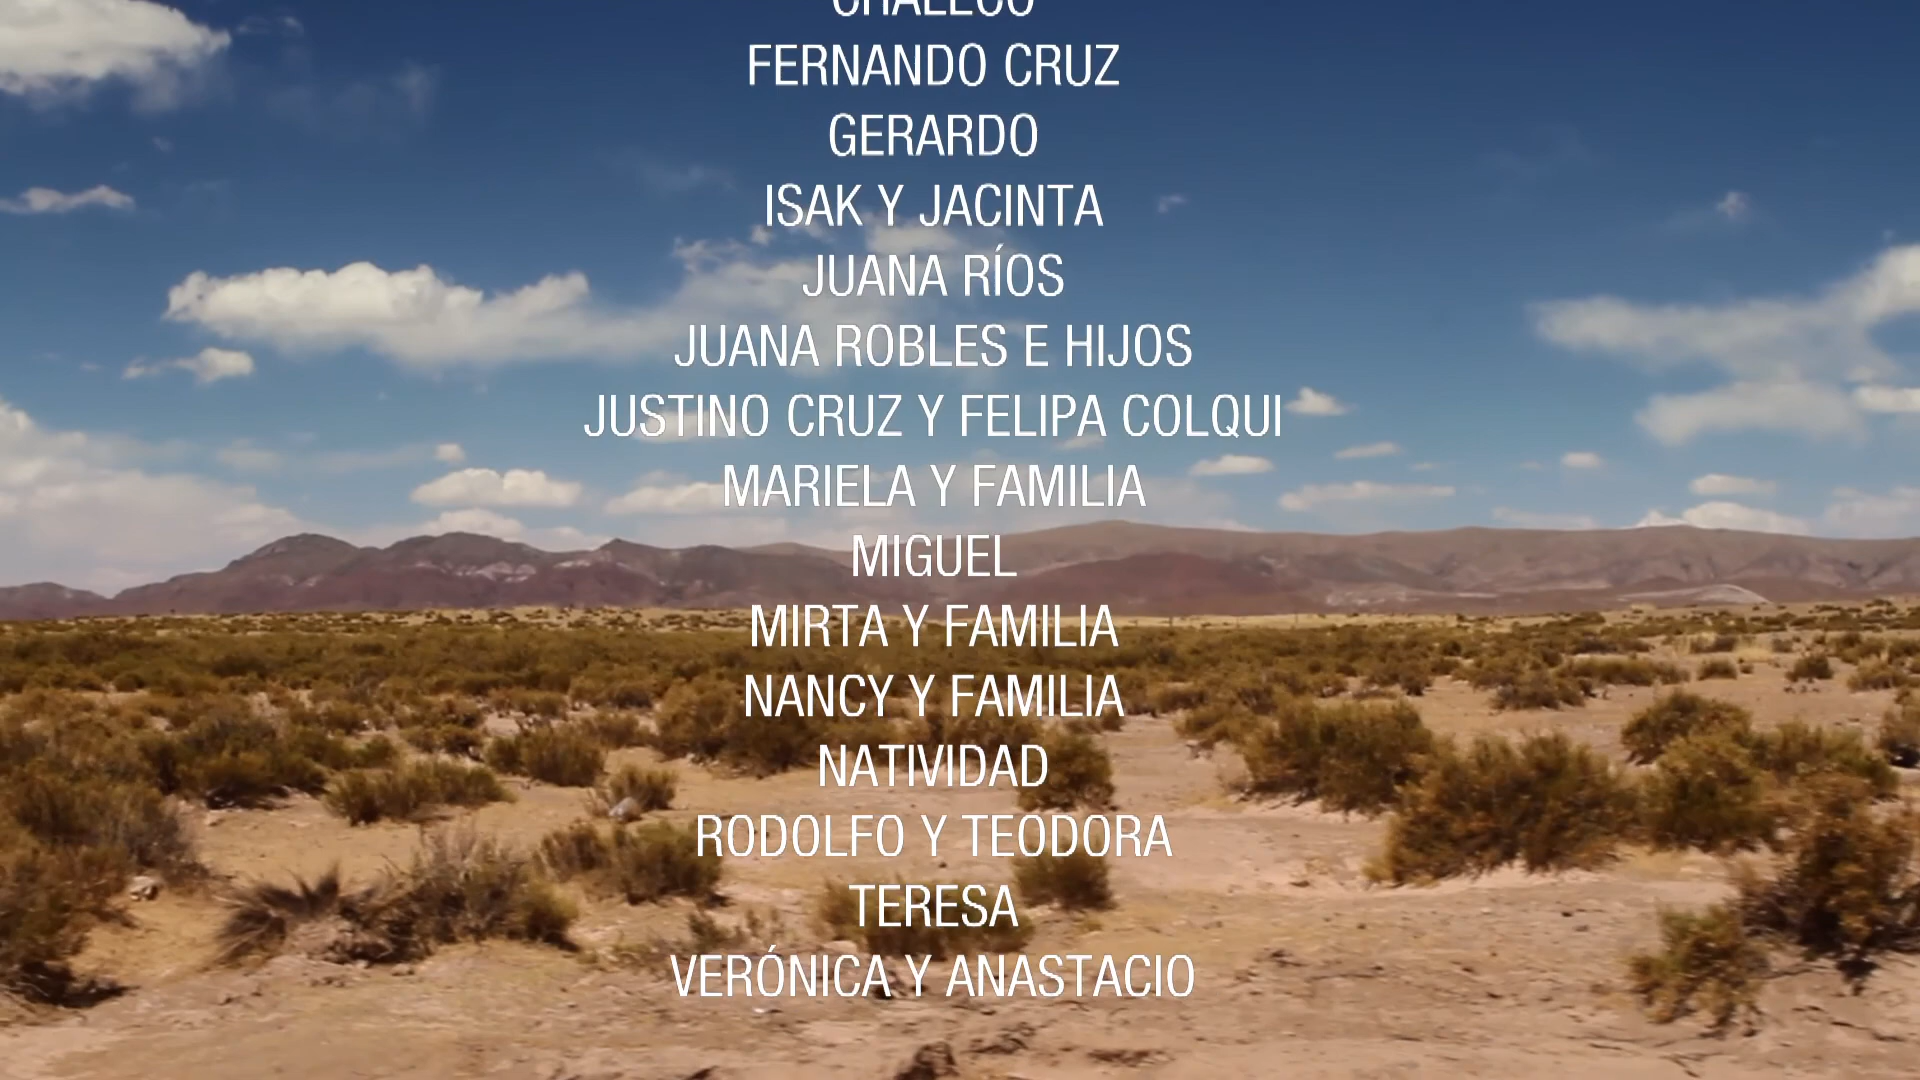 FERNANDO CRUZ
GERARDO
ISAK Y JACINTA
JUANA RÍOS
JUANA ROBLES E HIJOS
JUSTINO CRUZ Y FELIPA COLQUI
MARIELA Y FAMILIA
MIGUEL
MIRTA Y FAMILIA
NANCY Y FAMILIA
NATIVIDAD
RODOLFO Y TEODORA
TERESA
VERÓNICA Y ANASTACIO